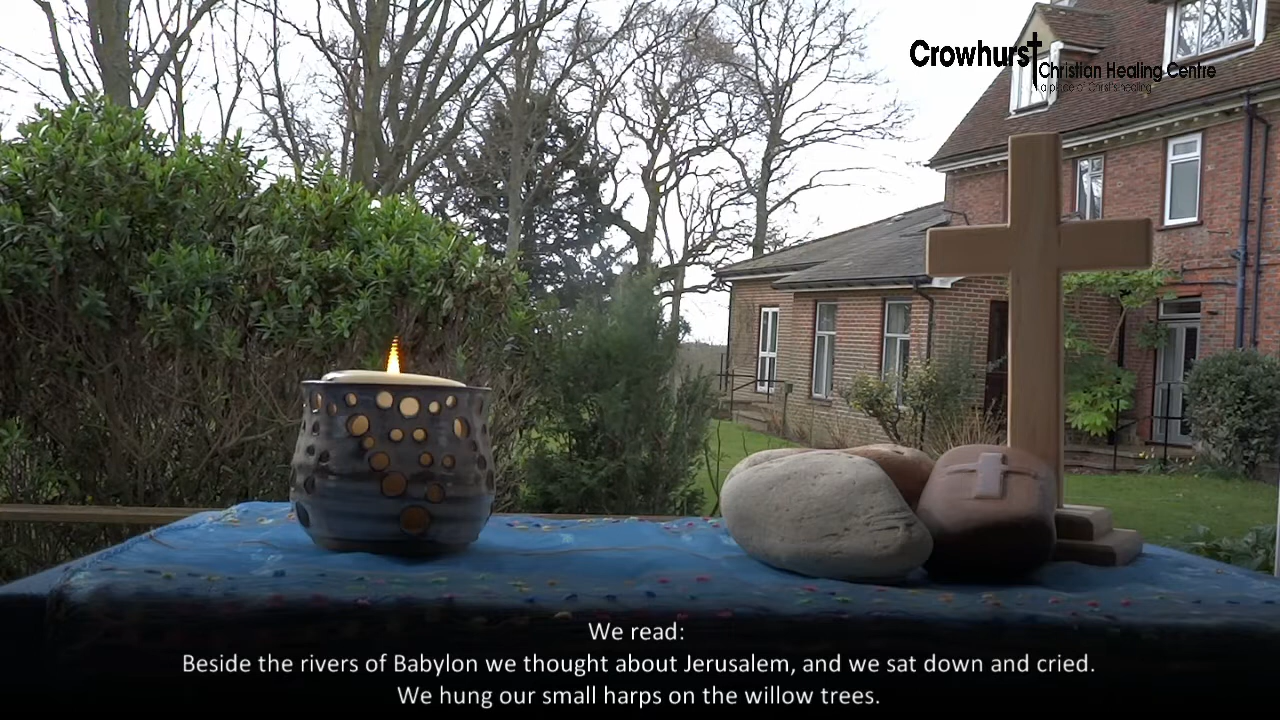 Crowhurst
Christian Healing Centre
a place of Christ's healing
We read:
Beside the rivers of Babylon we thought about Jerusalem, and we sat down and cried.
We hung our small harps on the willow trees.